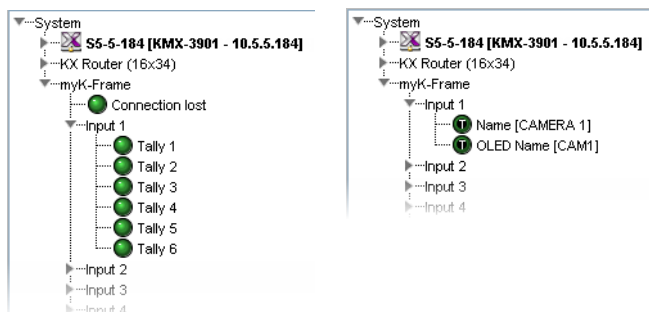 System
S5-5-184 [KMX-3901 - 10.5.5.184]
KX Router (16x34)
myK-Frame
Connection lost
Input 1
Tally 1
Tally 2
Tally 3
Tally 4
Tally 5
Tally 6
Input 2
Input 3
Input 4
System
S5-5-184 [KMX-3901 - 10.5.5.184]
KX Router (16x34)
myK-Frame
Input 1
T Name [CAMERA 1]
T OLED Name [CAM1]
Input 2
Input 3
Input 4